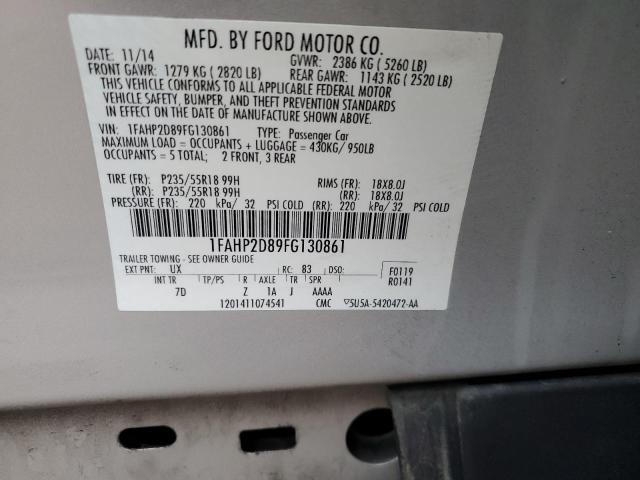 MFD. BY FORD MOTOR CO.
DATE: 11/14 GVWR: 2386 KG ( 5260 LB)
FRONT GAWR: 1279 KG ( 2820 LB) REAR GAWR: 1143 KG ( 2520 LB)
THIS VEHICLE CONFORMS TO ALL APPLICABLE FEDERAL MOTOR
VEHICLE SAFETY, BUMPER, AND THEFT PREVENTION STANDARDS
IN EFFECT ON THE DATE OF MANUFACTURE SHOWN ABOVE.
VIN: 1FAHP2D89FG130861 TYPE: Passenger Car
MAXIMUM LOAD = OCCUPANTS + LUGGAGE = 430KG/ 950LB
OCCUPANTS = 5 TOTAL; 2 FRONT, 3 REAR
TIRE (FR): P235/55R18 99H RIMS (FR): 18X8.0J
(RR): P235/55R18 99H (RR): 18X8.0J
PRESSURE (FR): 220 kPa/ 32 PSI COLD (RR): 220 kPa/ 32 PSI COLD
1FAHP2D89FG130861
TRAILER TOWING - SEE OWNER GUIDE
EXT PNT: UX RC: 83 DSO: F0119
INT TR TP/PS R AXLE TR SPR R0141
7D Z 1A J AAAA
1201411074541 CMC ▽5U5A-5420472-AA